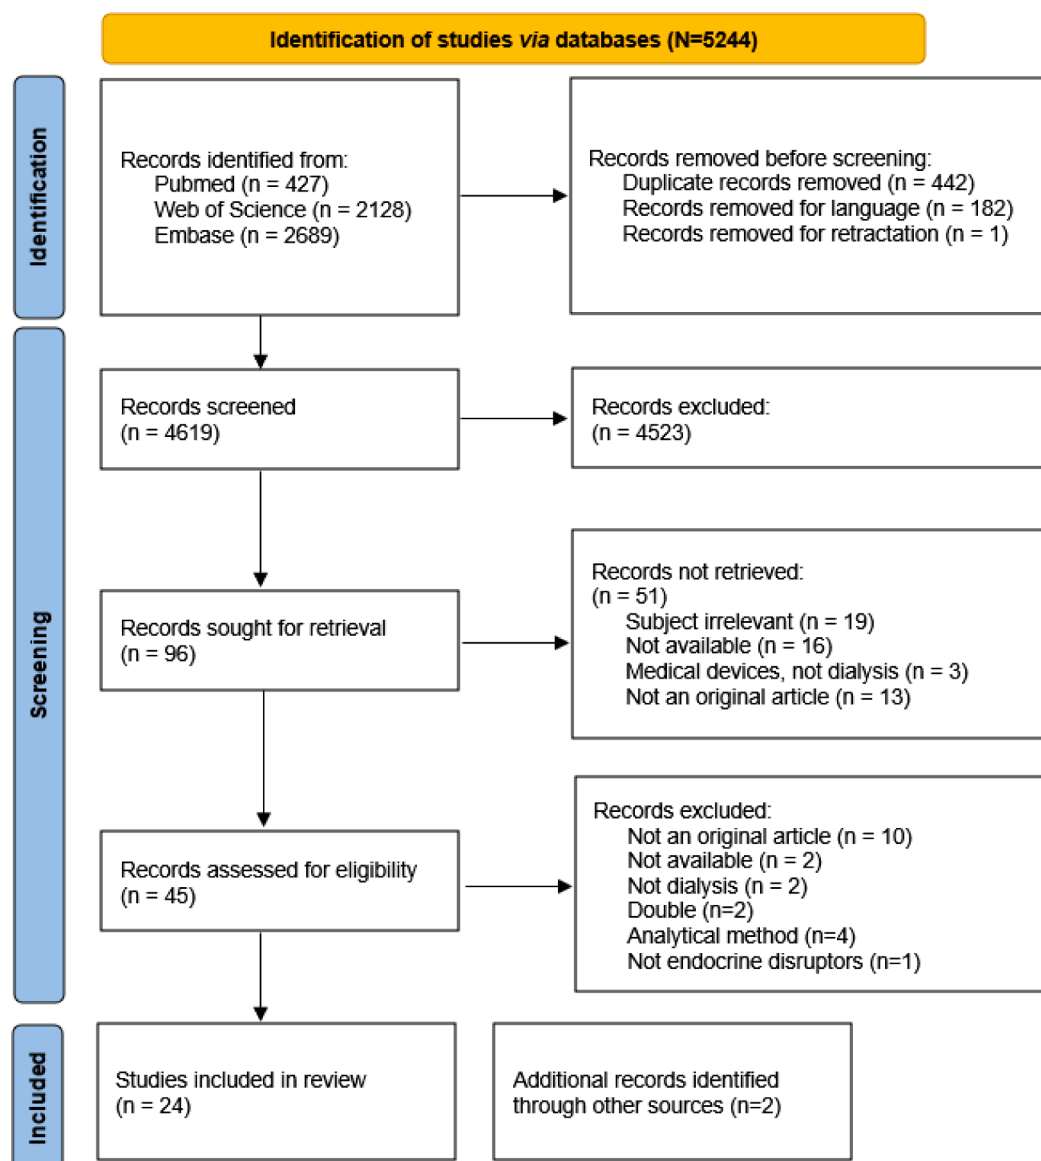 Identification of studies via databases (N=5244)
Identification
Records identified from:
Pubmed (n = 427)
Web of Science (n = 2128)
Embase (n = 2689)
Records removed before screening:
Duplicate records removed (n = 442)
Records removed for language (n = 182)
Records removed for retractation (n = 1)
Screening
Records screened
(n = 4619)
Records excluded:
(n = 4523)
Records sought for retrieval
(n = 96)
Records not retrieved:
(n = 51)
Subject irrelevant (n = 19)
Not available (n = 16)
Medical devices, not dialysis (n = 3)
Not an original article (n = 13)
Records assessed for eligibility
(n = 45)
Records excluded:
Not an original article (n = 10)
Not available (n = 2)
Not dialysis (n = 2)
Double (n=2)
Analytical method (n=4)
Not endocrine disruptors (n=1)
Included
Studies included in review
(n = 24)
Additional records identified
through other sources (n=2)